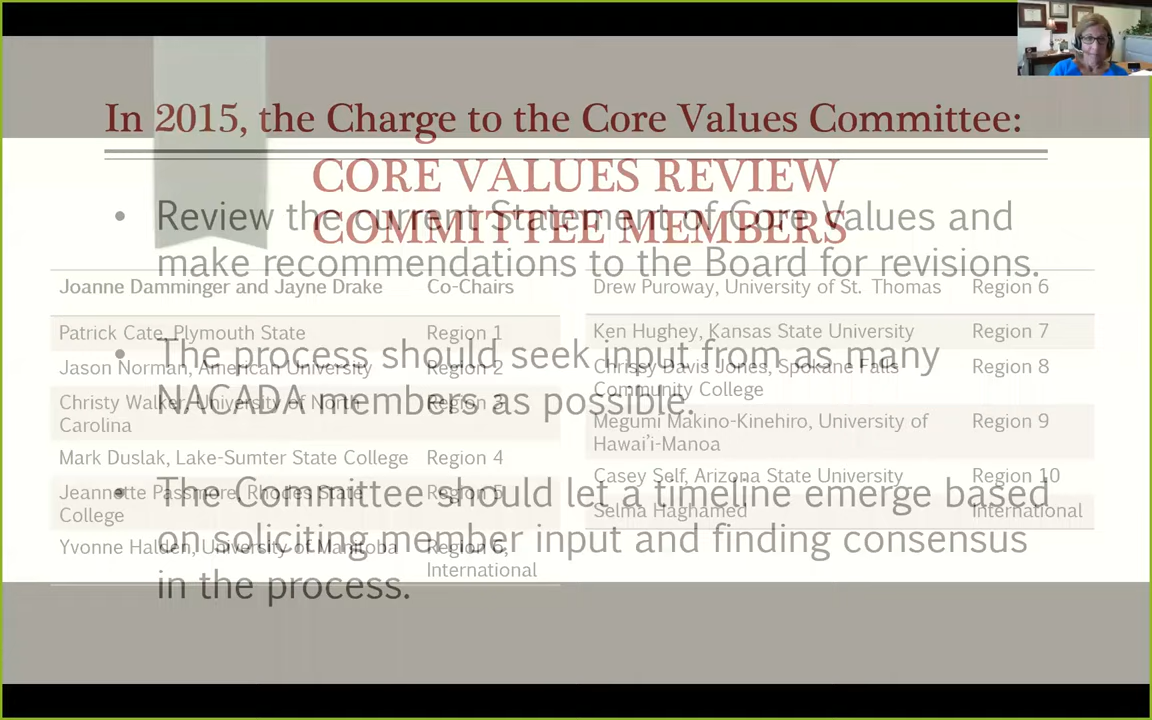 In 2015, the Charge to the Core Values Committee:
• Review the current Statement of Core Values and
make recommendations to the Board for revisions.
• The process should seek input from as many
NACADA members as possible.
• The Committee should let a timeline emerge based
on soliciting member input and finding consensus
in the process.
CORE VALUES REVIEW
COMMITTEE MEMBERS
Joanne Damminger and Jayne Drake Co-Chairs
Patrick Cate, Plymouth State Region 1
Jason Norman, American University Region 2
Christy Walker, University of North
Carolina Region 3
Mark Duslak, Lake-Sumter State College Region 4
Jeannette Passmore, Rhodes State
College Region 5
Yvonne Halden, University of Manitoba Region 6,
International
Drew Puroway, University of St. Thomas Region 6
Ken Hughey, Kansas State University Region 7
Chrissy Davis Jones, Spokane Falls
Community College Region 8
Megumi Makino-Kinehiro, University of
Hawai'i-Manoa Region 9
Casey Self, Arizona State University Region 10
Selma Haghamed International